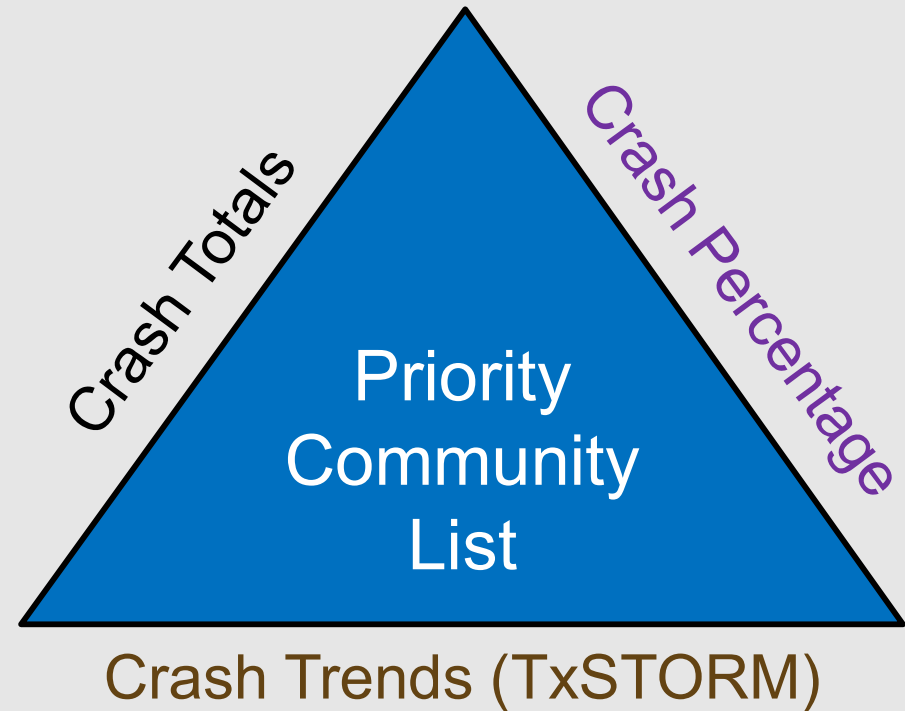 Crash Totals
Crash Percentage
Priority
Community
List
Crash Trends (TxSTORM)